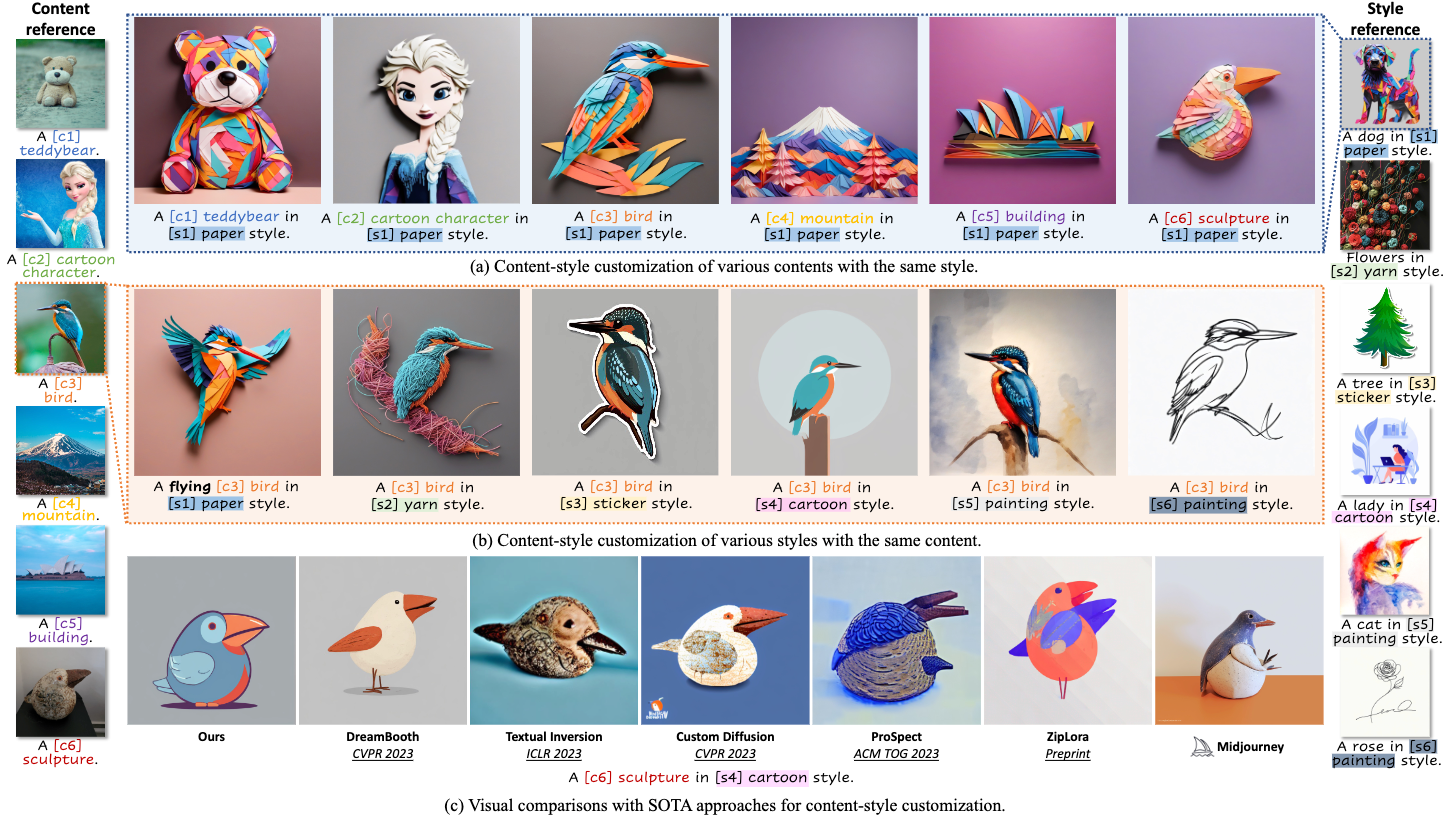 Content
reference
A [c1]
teddybear.
A [c2] cartoon
character.
A [c3]
bird.
A [c4]
mountain.
A [c5]
building.
A [c6]
sculpture.
A [c1] teddybear in
[s1] paper style.
A [c2] cartoon character in
[s1] paper style.
A [c3] bird in
[s1] paper style.
A [c4] mountain in
[s1] paper style.
A [c5] building in
[s1] paper style.
A [c6] sculpture in
[s1] paper style.
(a) Content-style customization of various contents with the same style.
A flying [c3] bird in
[s1] paper style.
A [c3] bird in
[s2] yarn style.
A [c3] bird in
[s3] sticker style.
A [c3] bird in
[s4] cartoon style.
A [c3] bird in
[s5] painting style.
A [c3] bird in
[s6] painting style.
(b) Content-style customization of various styles with the same content.
Ours
DreamBooth
CVPR 2023
Textual Inversion
ICLR 2023
Custom Diffusion
CVPR 2023
ProSpect
ACM TOG 2023
ZipLora
Preprint
Midjourney
A [c6] sculpture in [s4] cartoon style.
(c) Visual comparisons with SOTA approaches for content-style customization.
Style
reference
A dog in [s1]
paper style.
Flowers in
[s2] yarn style.
A tree in [s3]
sticker style.
A lady in [s4]
cartoon style.
A cat in [s5]
painting style.
A rose in [s6]
painting style.